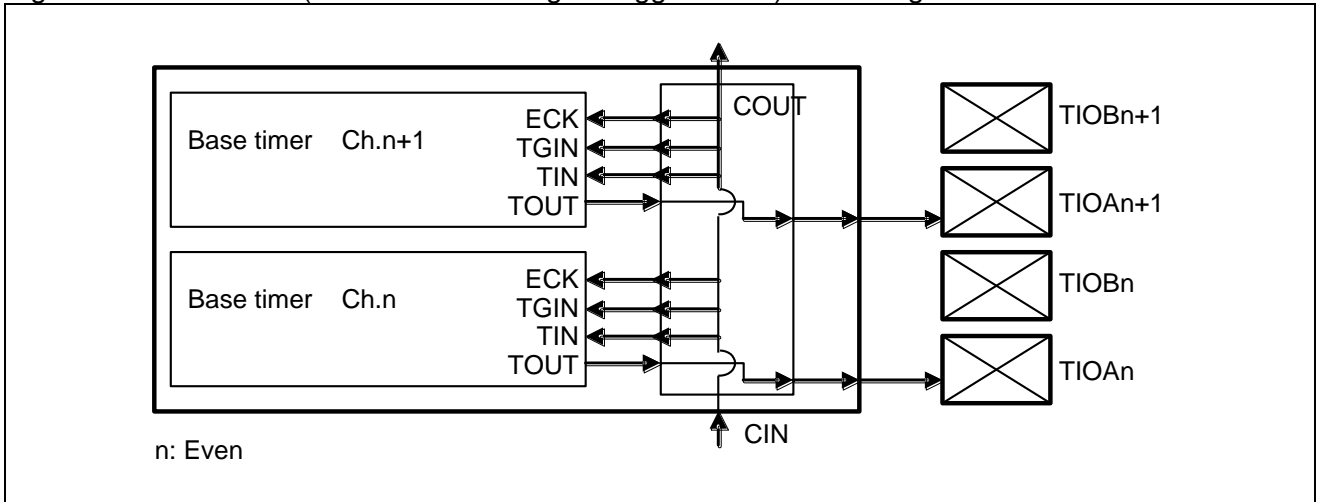 Base timer Ch.n+1
ECK
TGIN
TIN
TOUT
COUT
TIOBn+1
TIOAn+1
Base timer Ch.n
ECK
TGIN
TIN
TOUT
TIOBn
TIOAn
CIN
n: Even